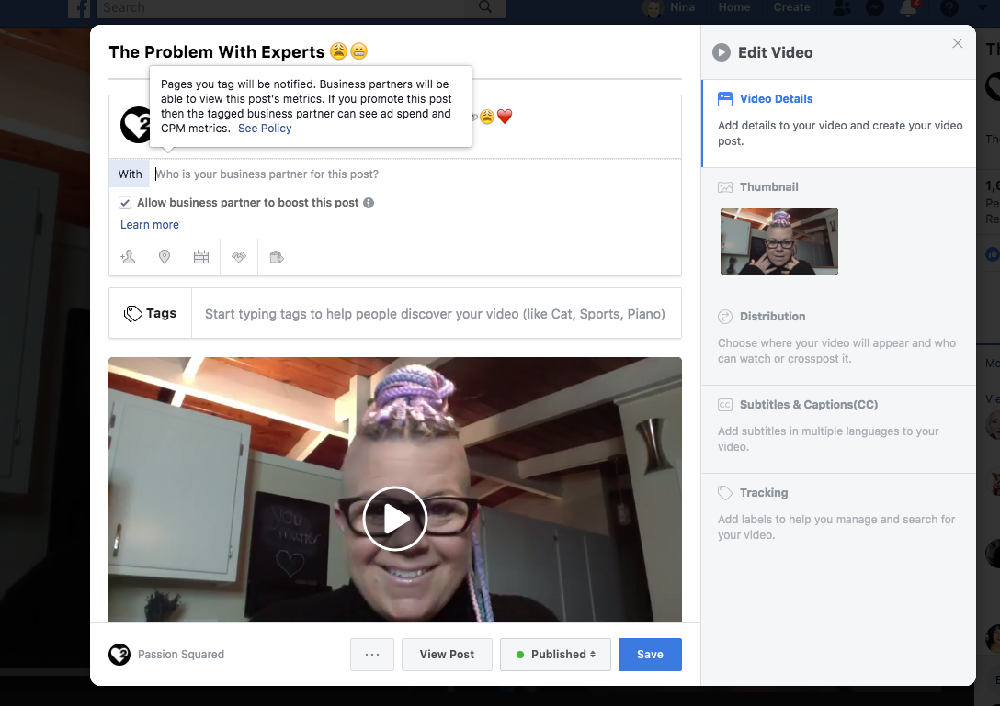 Search
Nina
Home
Create
2
The Problem With Experts 😩😬
Edit Video
Pages you tag will be notified. Business partners will be
able to view this post's metrics. If you promote this post
then the tagged business partner can see ad spend and
CPM metrics. See Policy
2
😩❤️
With
Who is your business partner for this post?
Allow business partner to boost this post
Learn more
Tags
Start typing tags to help people discover your video (like Cat, Sports, Piano)
you
matter
2
Passion Squared
...
View Post
Published
Save
Video Details
Add details to your video and create your video
post.
Thumbnail
Distribution
Choose where your video will appear and who
can watch or crosspost it.
CC
Subtitles & Captions(CC)
Add subtitles in multiple languages to your
video.
Tracking
Add labels to help you manage and search for
your video.